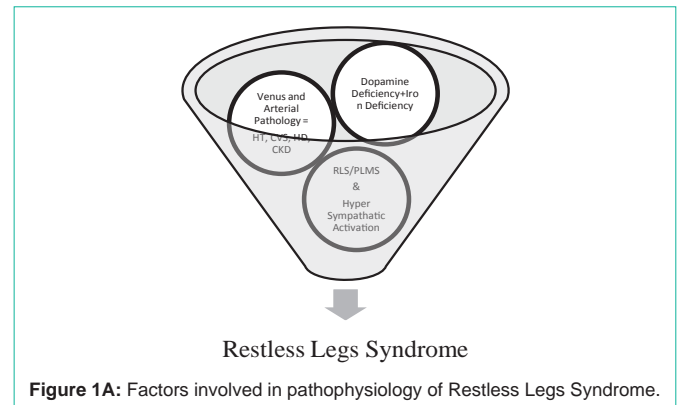 Venus and
Arterial
Pathology =
HT, CVS, HD,
CKD
Dopamine
Deficiency+Iro
n Deficiency
RLS/PLMS
&
Hyper
Sympathatic
Activation
Restless Legs Syndrome
Figure 1A: Factors involved in pathophysiology of Restless Legs Syndrome.